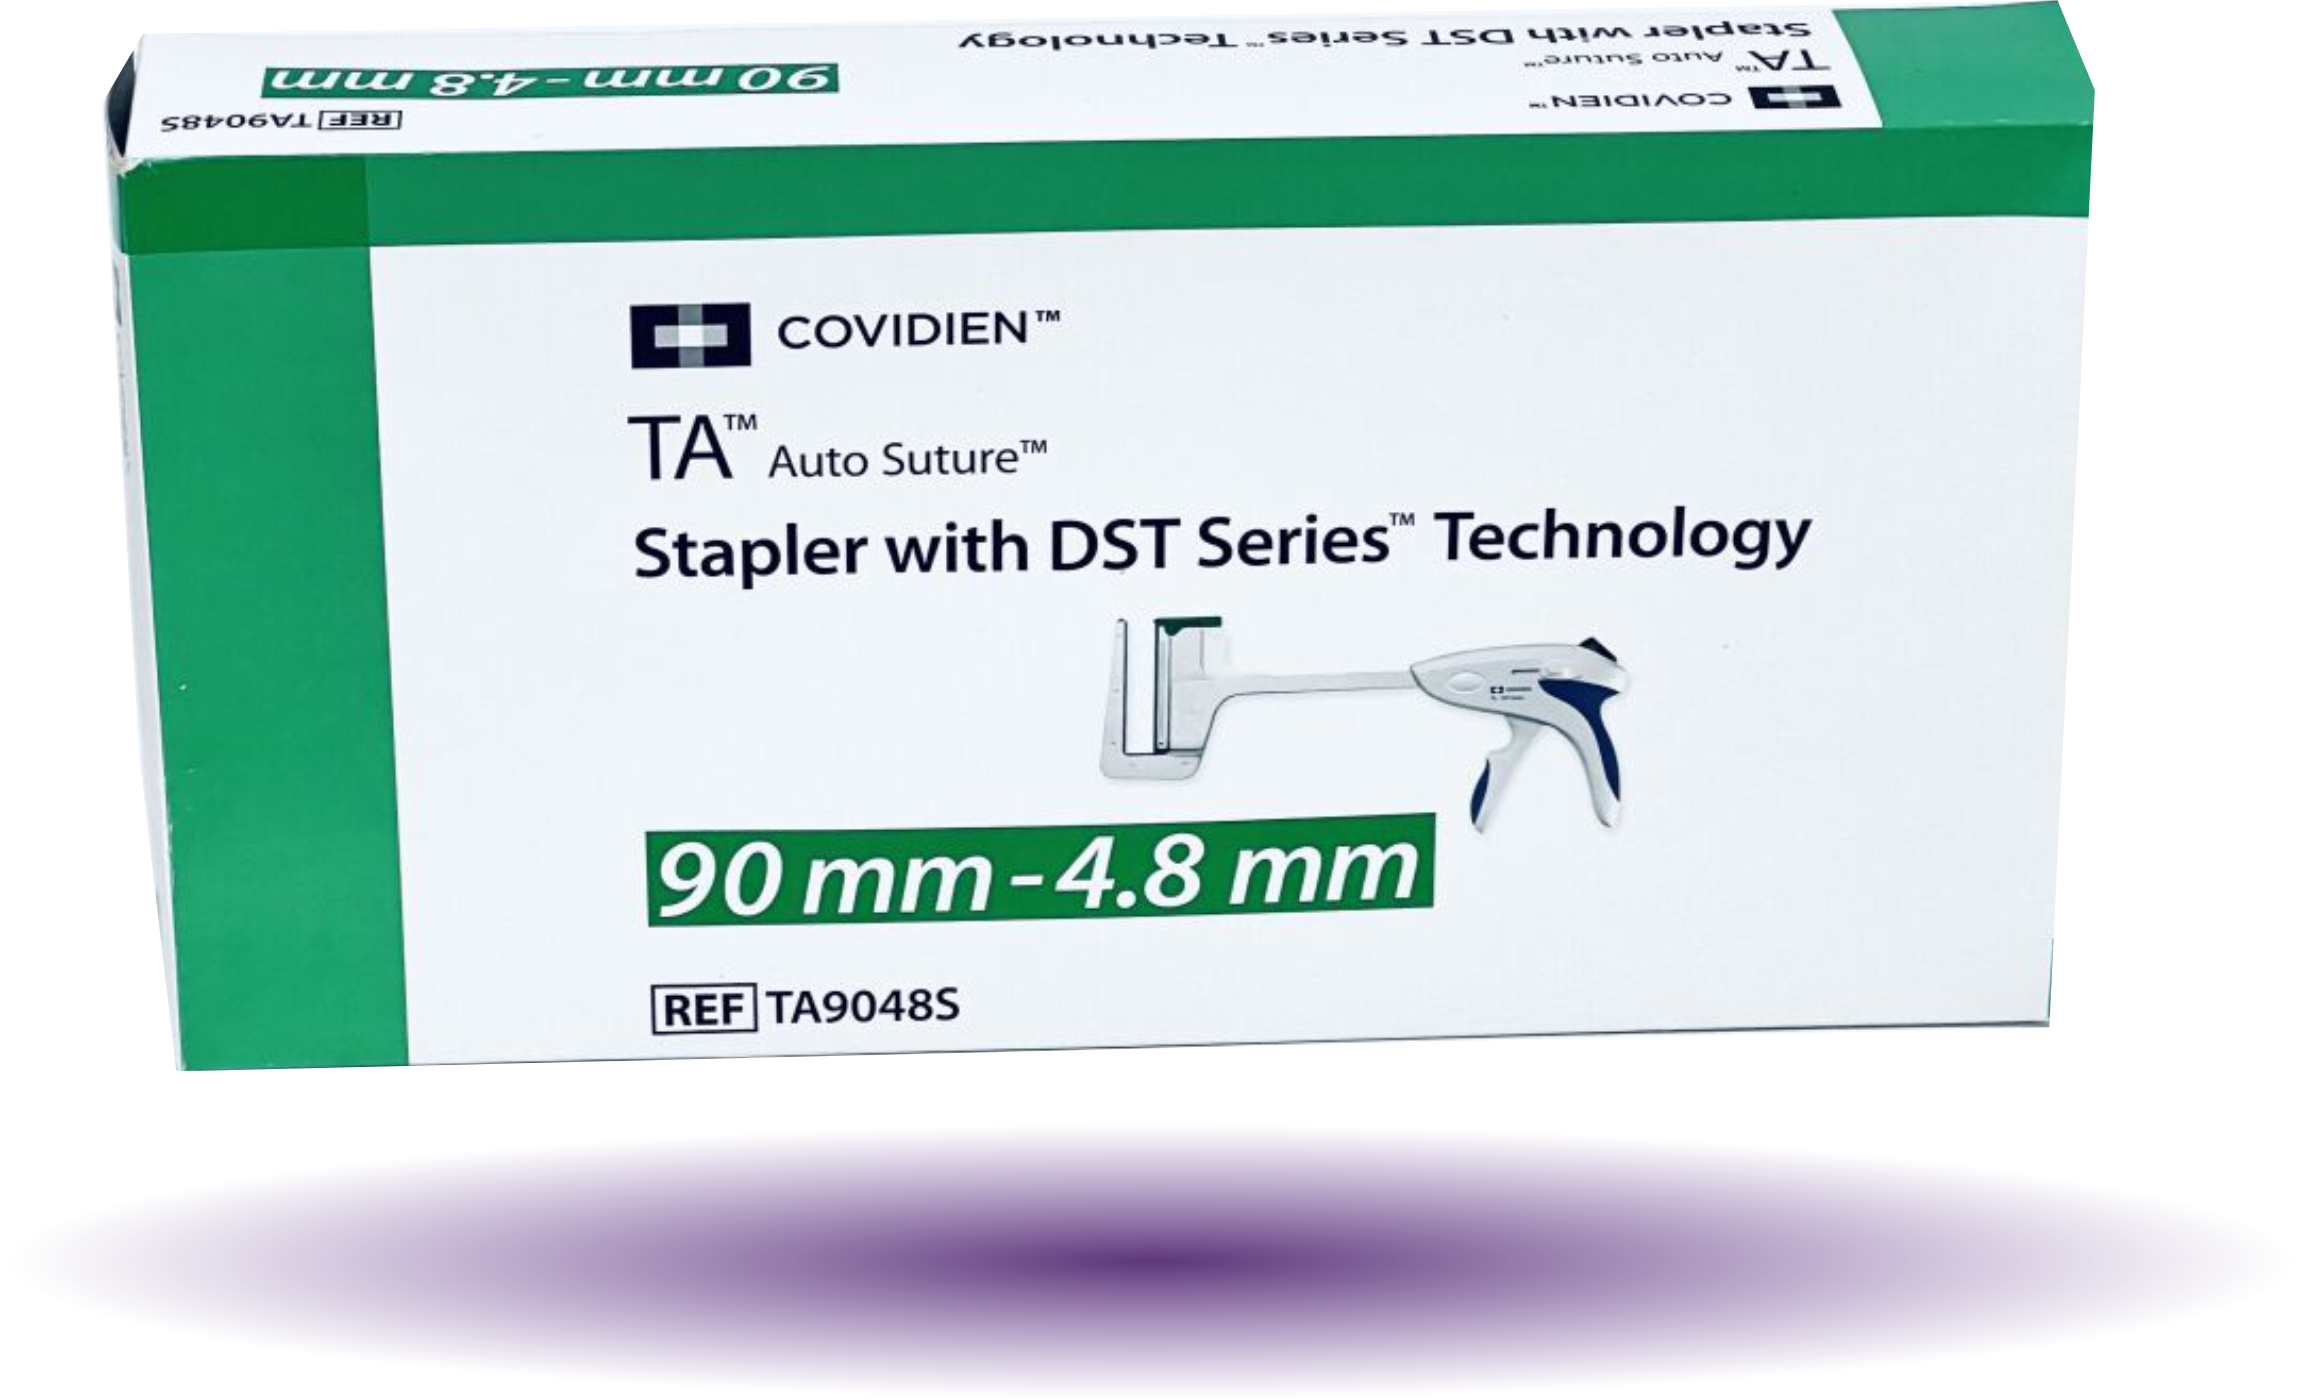 Stapler with DST Series™ Technology
TA™ Auto Suture™
COVIDIEN™
90 mm - 4.8 mm
REF TA9048S
COVIDIEN™
TA™ Auto Suture™
Stapler with DST Series™ Technology
90 mm - 4.8 mm
REF TA9048S